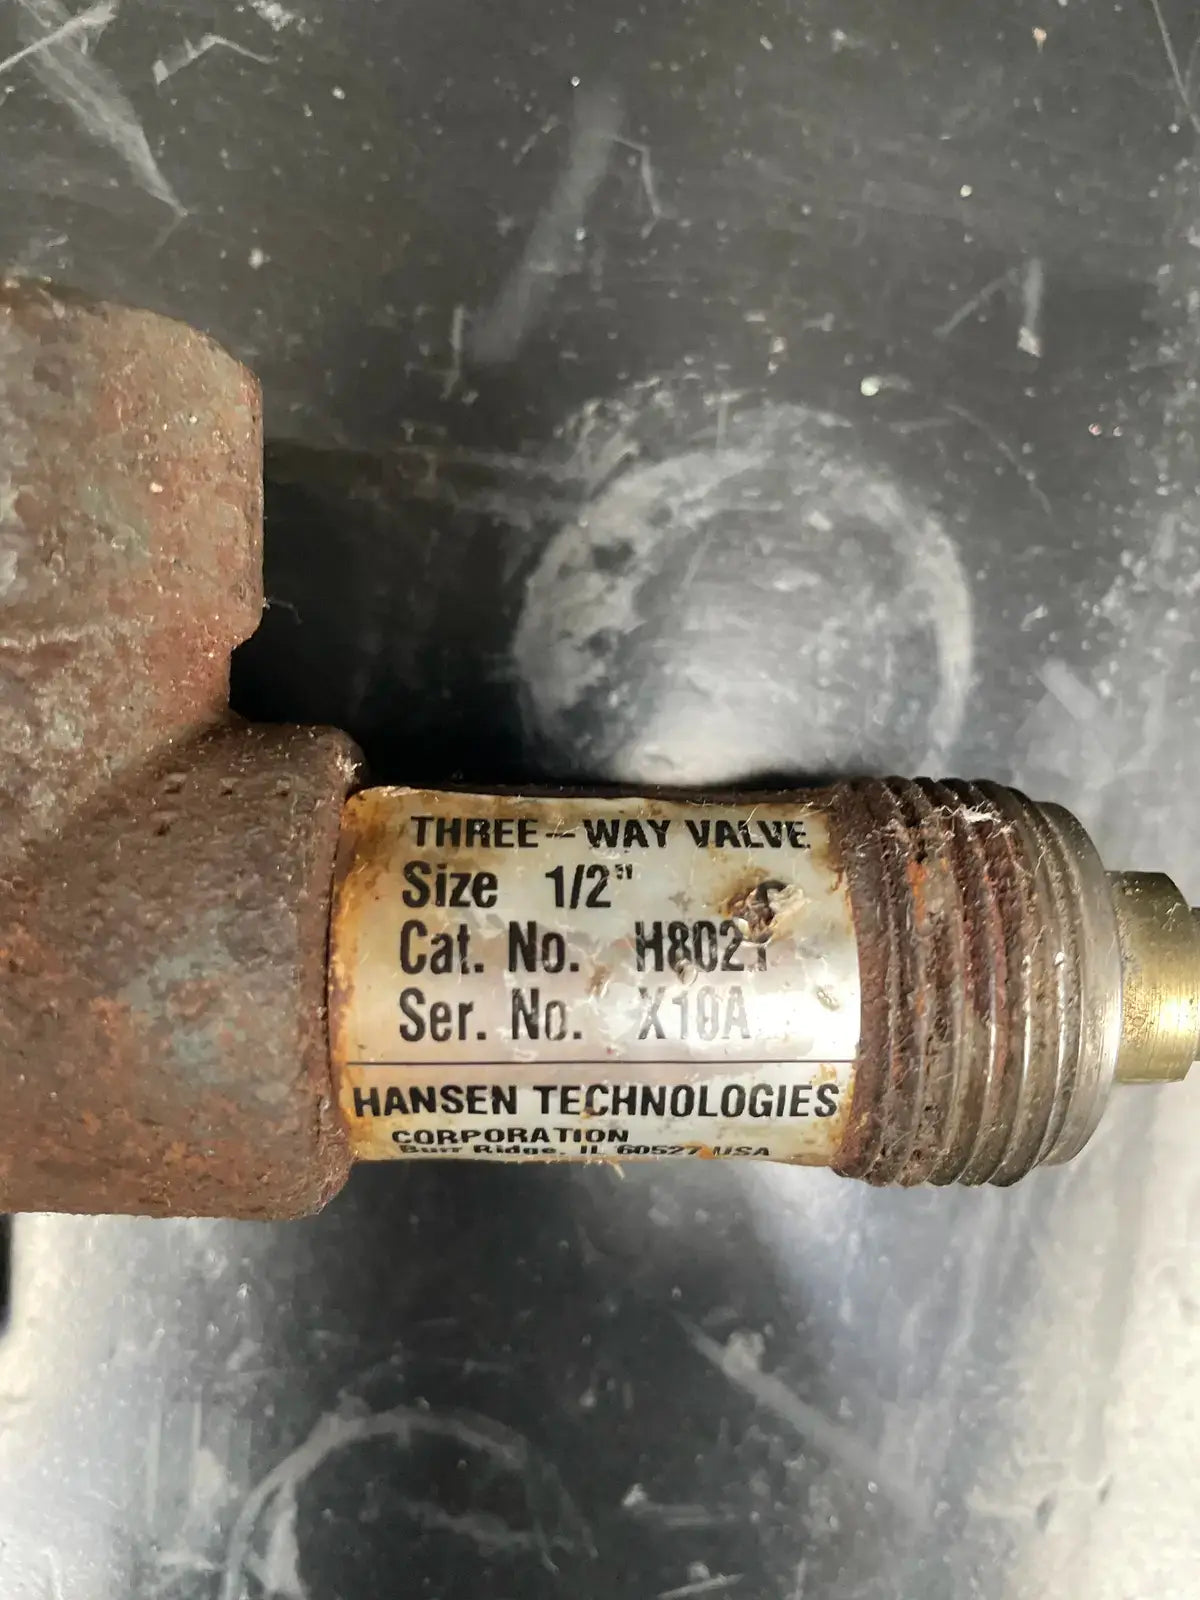 THREE-WAY VALVE
Size 1/2"
Cat. No. H8021
Ser. No. X10A
HANSEN TECHNOLOGIES
CORPORATION
Burr Ridge, IL 60527 USA